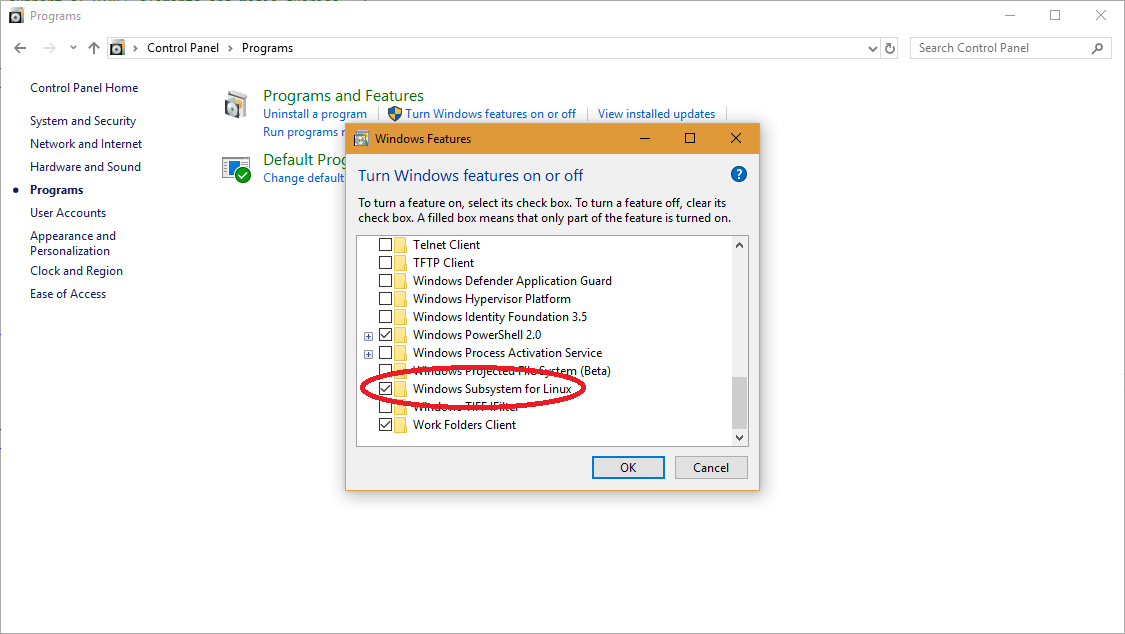 Programs
Control Panel
Programs
Search Control Panel
Control Panel Home
System and Security
Network and Internet
Hardware and Sound
Programs
User Accounts
Appearance and
Personalization
Clock and Region
Ease of Access
Programs and Features
Uninstall a program
Turn Windows features on or off
View installed updates
Run programs
Default
Change default
Windows Features
Turn Windows features on or off
?
To turn a feature on, select its check box. To turn a feature off, clear its
check box. A filled box means that only part of the feature is turned on.
Telnet Client
TFTP Client
Windows Defender Application Guard
Windows Hypervisor Platform
Windows Identity Foundation 3.5
Windows PowerShell 2.0
Windows Process Activation Service
Windows Projected File System (Beta)
Windows Subsystem for Linux
Windows TIFF IFilter
Work Folders Client
OK
Cancel